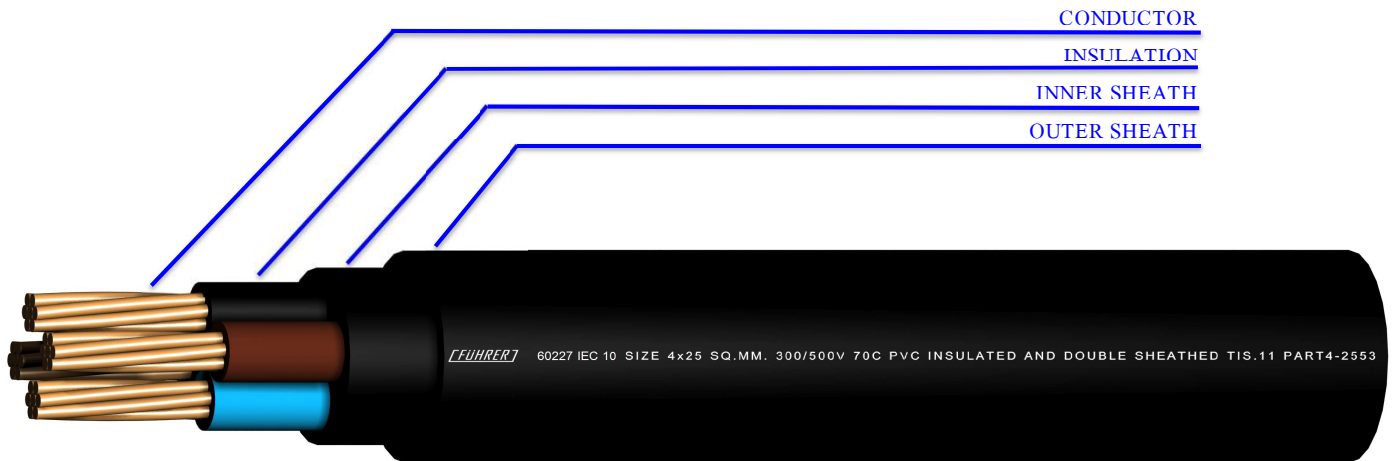 CONDUCTOR
INSULATION
INNER SHEATH
OUTER SHEATH
FUHRER 60227 IEC 10 SIZE 4x25 SQ.MM. 300/500V 70C PVC INSULATED AND DOUBLE SHEATHED TIS.11 PART4-2553